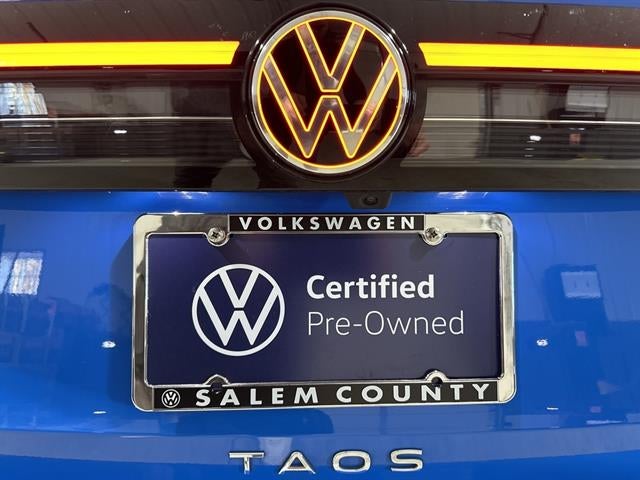 VOLKSWAGEN
Certified
Pre-Owned
SALEM COUNTY
TAOS